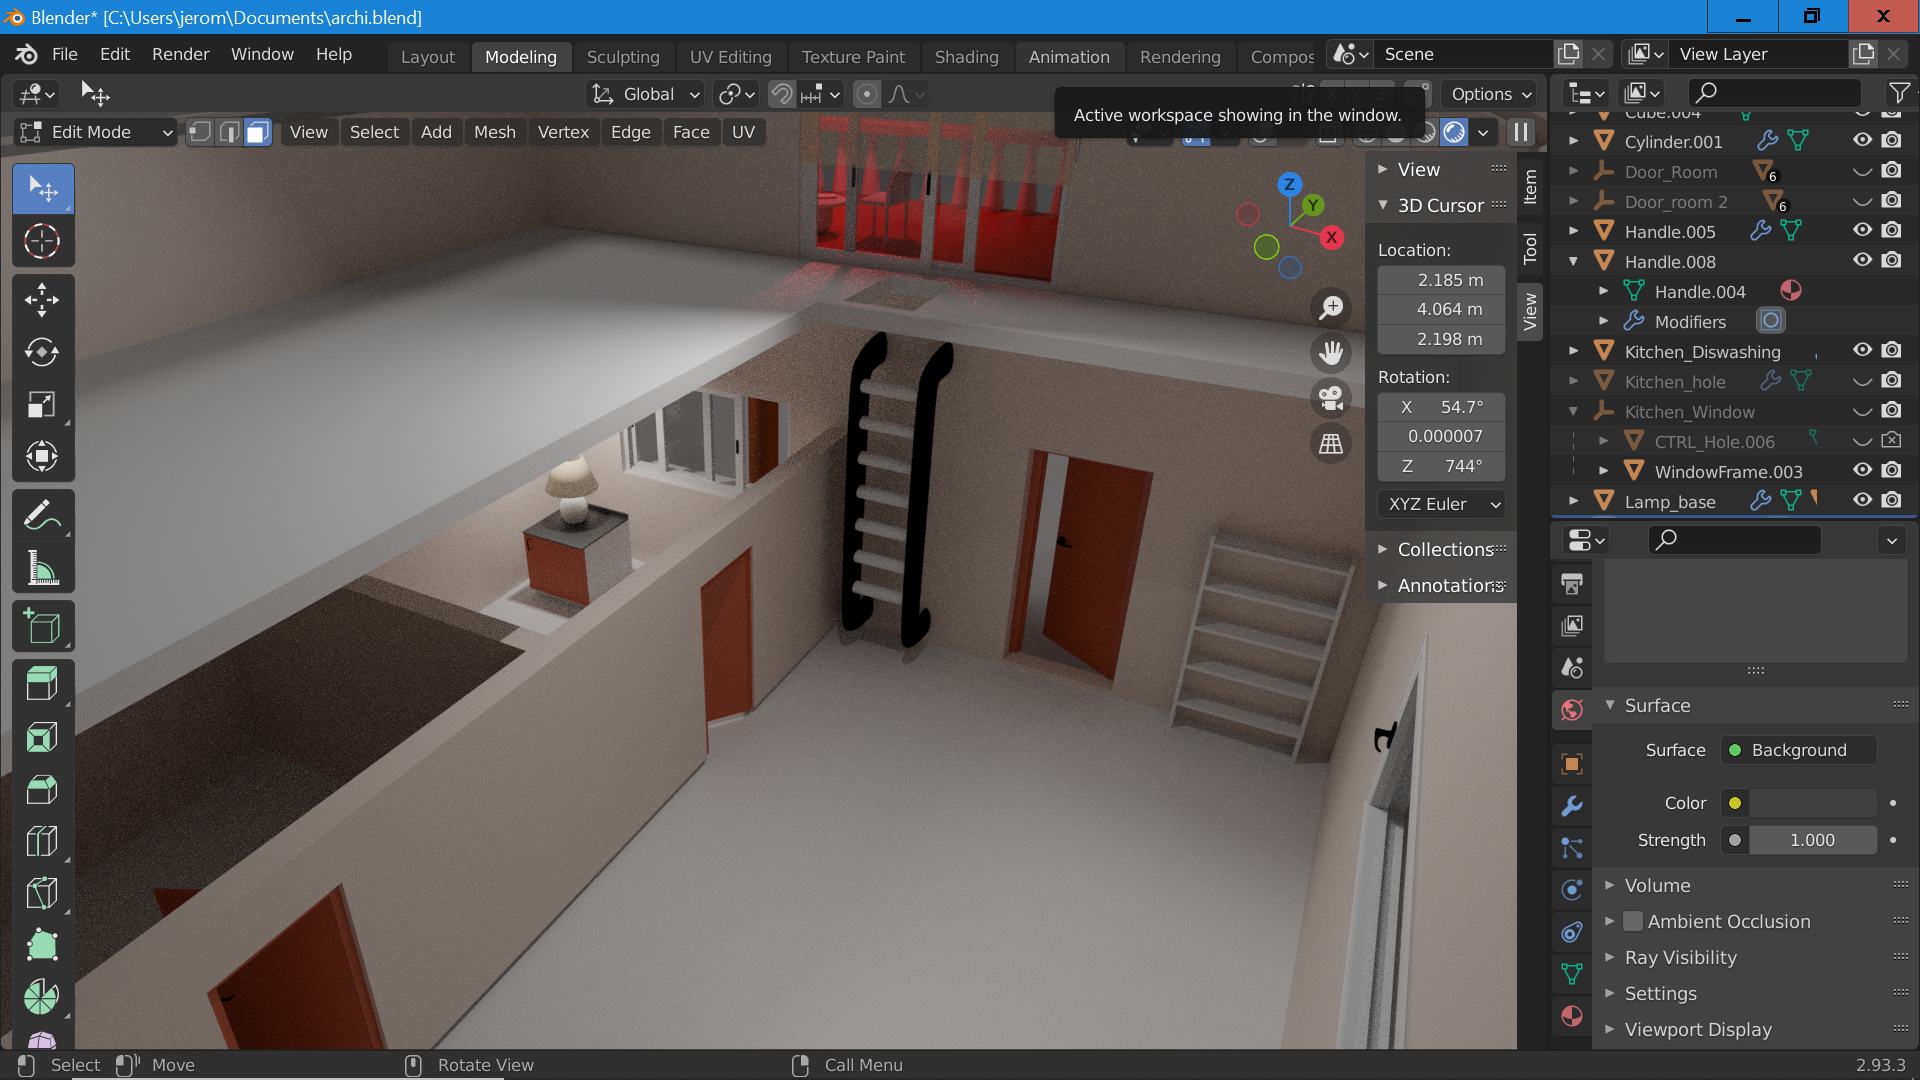 Blender* [C:\Users\jerom\Documents\archi.blend]
File Edit Render Window Help Layout Modeling Sculpting UV Editing Texture Paint Shading Animation Rendering Compos Scene View Layer
Global Options
Active workspace showing in the window.
Edit Mode View Select Add Mesh Vertex Edge Face UV
View
3D Cursor
Location:
2.185 m
4.064 m
2.198 m
Rotation:
X 54.7°
0.000007
Z 744°
XYZ Euler
Collections
Annotations
Item
Tool
View
Z
Y
X
Cube.004
Cylinder.001
Door_Room 6
Door_room 2 6
Handle.005
Handle.008
Handle.004
Modifiers
Kitchen_Diswashing
Kitchen_hole
Kitchen_Window
CTRL_Hole.006
WindowFrame.003
Lamp_base
Surface
Surface Background
Color
Strength 1.000
Volume
Ambient Occlusion
Ray Visibility
Settings
Viewport Display
Select Move Rotate View Call Menu 2.93.3